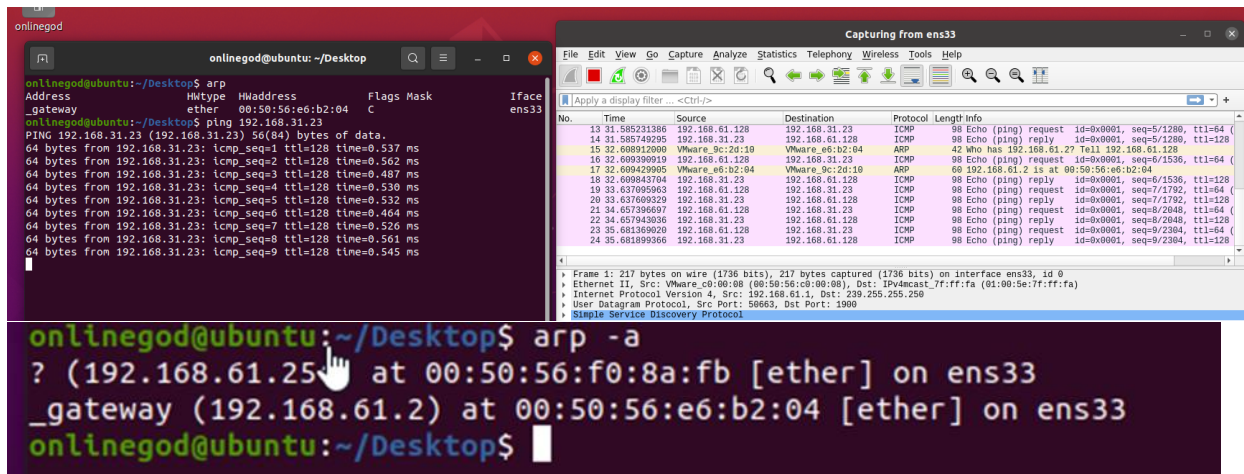 onlinegod
onlinegod@ubuntu: ~/Desktop
onlinegod@ubuntu:~/Desktop$ arp
Address HWtype HWaddress Flags Mask Iface
_gateway ether 00:50:56:e6:b2:04 C ens33
onlinegod@ubuntu:~/Desktop$ ping 192.168.31.23
PING 192.168.31.23 (192.168.31.23) 56(84) bytes of data.
64 bytes from 192.168.31.23: icmp_seq=1 ttl=128 time=0.537 ms
64 bytes from 192.168.31.23: icmp_seq=2 ttl=128 time=0.562 ms
64 bytes from 192.168.31.23: icmp_seq=3 ttl=128 time=0.487 ms
64 bytes from 192.168.31.23: icmp_seq=4 ttl=128 time=0.530 ms
64 bytes from 192.168.31.23: icmp_seq=5 ttl=128 time=0.532 ms
64 bytes from 192.168.31.23: icmp_seq=6 ttl=128 time=0.464 ms
64 bytes from 192.168.31.23: icmp_seq=7 ttl=128 time=0.526 ms
64 bytes from 192.168.31.23: icmp_seq=8 ttl=128 time=0.561 ms
64 bytes from 192.168.31.23: icmp_seq=9 ttl=128 time=0.545 ms
Capturing from ens33
File Edit View Go Capture Analyze Statistics Telephony Wireless Tools Help
Apply a display filter ... <Ctrl-/>
No. Time Source Destination Protocol Length Info
13 31.585231386 192.168.61.128 192.168.31.23 ICMP 98 Echo (ping) request id=0x0001, seq=5/1280, ttl=64 (
14 31.585749295 192.168.31.23 192.168.61.128 ICMP 98 Echo (ping) reply id=0x0001, seq=5/1280, ttl=128
15 32.608912000 VMware_9c:2d:10 VMware_e6:b2:04 ARP 42 Who has 192.168.61.2? Tell 192.168.61.128
16 32.609390919 192.168.61.128 192.168.31.23 ICMP 98 Echo (ping) request id=0x0001, seq=6/1536, ttl=64 (
17 32.609429905 VMware_e6:b2:04 VMware_9c:2d:10 ARP 60 192.168.61.2 is at 00:50:56:e6:b2:04
18 32.609843704 192.168.31.23 192.168.61.128 ICMP 98 Echo (ping) reply id=0x0001, seq=6/1536, ttl=128
19 33.637095963 192.168.61.128 192.168.31.23 ICMP 98 Echo (ping) request id=0x0001, seq=7/1792, ttl=64 (
20 33.637609329 192.168.31.23 192.168.61.128 ICMP 98 Echo (ping) reply id=0x0001, seq=7/1792, ttl=128
21 34.657396697 192.168.61.128 192.168.31.23 ICMP 98 Echo (ping) request id=0x0001, seq=8/2048, ttl=64 (
22 34.657943036 192.168.31.23 192.168.61.128 ICMP 98 Echo (ping) reply id=0x0001, seq=8/2048, ttl=128
23 35.681369020 192.168.61.128 192.168.31.23 ICMP 98 Echo (ping) request id=0x0001, seq=9/2304, ttl=64 (
24 35.681899366 192.168.31.23 192.168.61.128 ICMP 98 Echo (ping) reply id=0x0001, seq=9/2304, ttl=128
Frame 1: 217 bytes on wire (1736 bits), 217 bytes captured (1736 bits) on interface ens33, id 0
Ethernet II, Src: VMware_c0:00:08 (00:50:56:c0:00:08), Dst: IPv4mcast_7f:ff:fa (01:00:5e:7f:ff:fa)
Internet Protocol Version 4, Src: 192.168.61.1, Dst: 239.255.255.250
User Datagram Protocol, Src Port: 50663, Dst Port: 1900
Simple Service Discovery Protocol
onlinegod@ubuntu:~/Desktop$ arp -a
? (192.168.61.25 at 00:50:56:f0:8a:fb [ether] on ens33
_gateway (192.168.61.2) at 00:50:56:e6:b2:04 [ether] on ens33
onlinegod@ubuntu:~/Desktop$